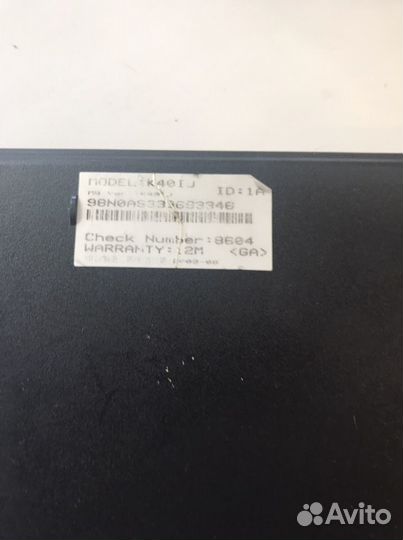 MODEL:K40IJ ID:1A
98N0AS333693346
Check Number:8604
WARRANTY:12M <GA>
Avito